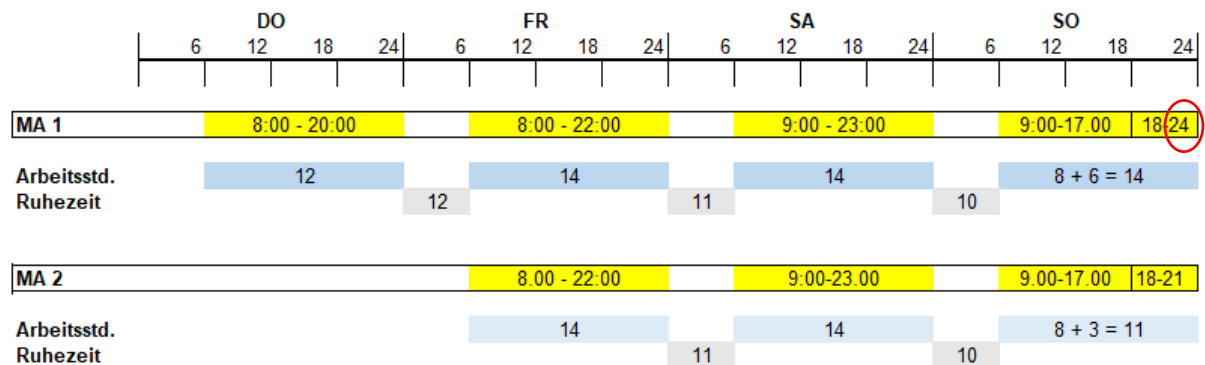 DO FR SA SO
6 12 18 24 6 12 18 24 6 12 18 24 6 12 18 24
MA 1 8:00 - 20:00 8:00 - 22:00 9:00 - 23:00 9:00-17.00 18-24
Arbeitsstd. 12 14 14 8 + 6 = 14
Ruhezeit 12 11 10
MA 2 8.00 - 22:00 9:00-23.00 9.00-17.00 18-21
Arbeitsstd. 14 14 8 + 3 = 11
Ruhezeit 11 10